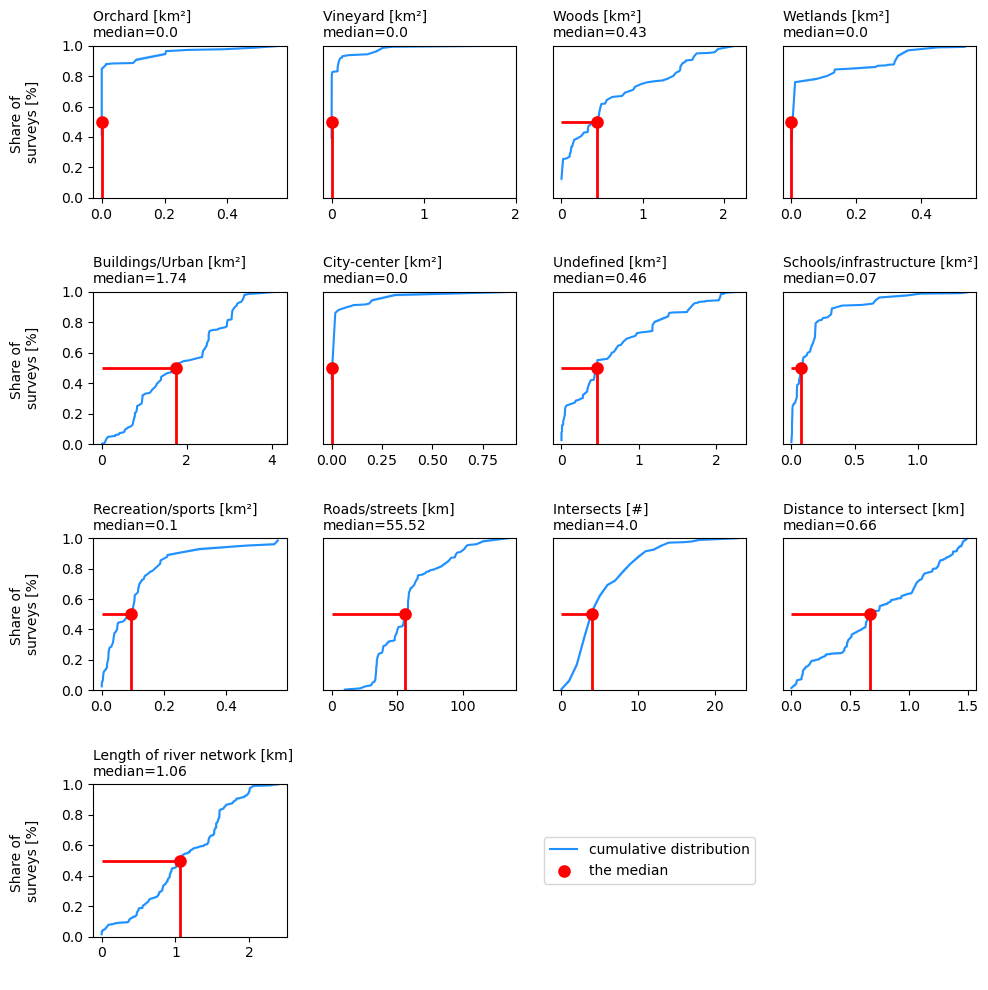 Orchard [km²]
median=0.0
Vineyard [km²]
median=0.0
Woods [km²]
median=0.43
Wetlands [km²]
median=0.0
Share of
surveys [%]
1.0
0.8
0.6
0.4
0.2
0.0
0.0 0.2 0.4
0 1 2
0 1 2
0.0 0.2 0.4
Buildings/Urban [km²]
median=1.74
City-center [km²]
median=0.0
Undefined [km²]
median=0.46
Schools/infrastructure [km²]
median=0.07
Share of
surveys [%]
1.0
0.8
0.6
0.4
0.2
0.0
0 2 4
0.00 0.25 0.50 0.75
0 1 2
0.0 0.5 1.0
Recreation/sports [km²]
median=0.1
Roads/streets [km]
median=55.52
Intersects [#]
median=4.0
Distance to intersect [km]
median=0.66
Share of
surveys [%]
1.0
0.8
0.6
0.4
0.2
0.0
0.0 0.2 0.4
0 50 100
0 10 20
0.0 0.5 1.0 1.5
Length of river network [km]
median=1.06
Share of
surveys [%]
1.0
0.8
0.6
0.4
0.2
0.0
0 1 2
cumulative distribution
the median